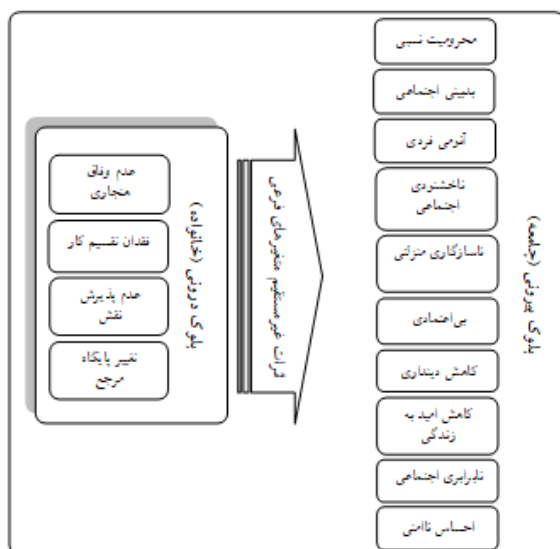 محرومیت نسبی
بدبینی اجتماعی
آنومی فردی
ناخشنودی
اجتماعی
ناسازگاری منزلتی
بی‌اعتمادی
کاهش دینداری
کاهش امید به
زندگی
نابرابری اجتماعی
احساس ناامنی
بلوک بیرونی (جامعه)
ثرات غیرمستقیم متغیرهای فرعی
بلوک درونی (خانواده)
عدم وفاق
هنجاری
فقدان تقسیم کار
عدم پذیرش
نقش
تغییر پایگاه
مرجع